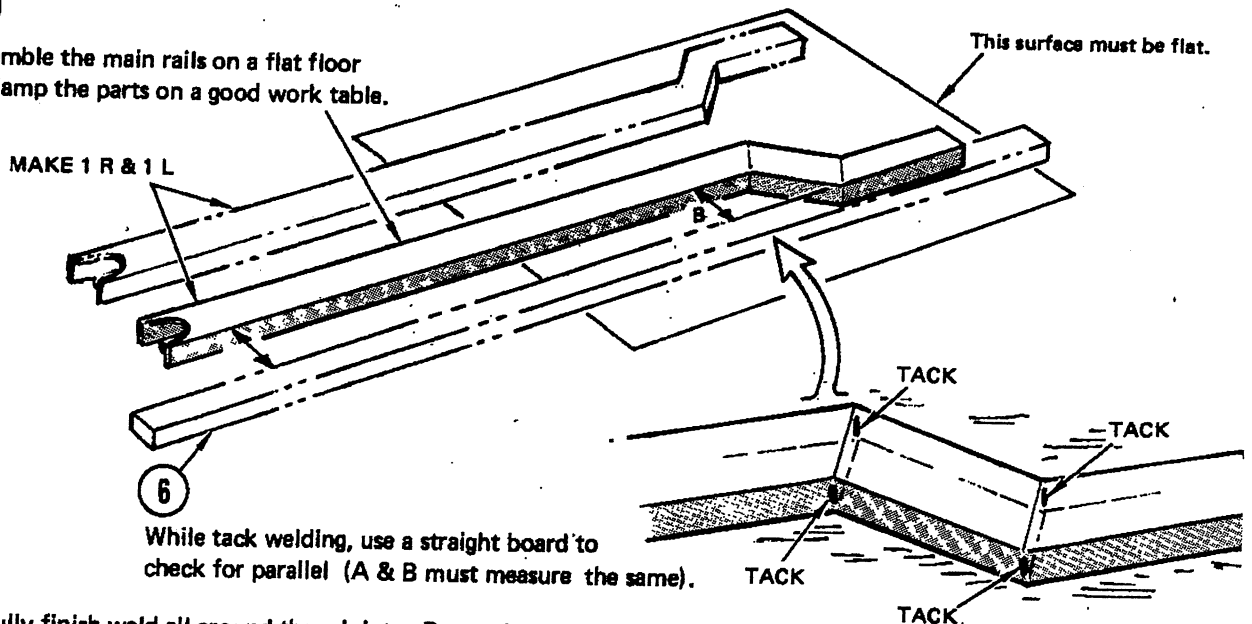 mble the main rails on a flat floor
amp the parts on a good work table.
This surface must be flat.
MAKE 1 R & 1 L
B
6
While tack welding, use a straight board to
check for parallel (A & B must measure the same).
TACK
TACK
TACK
TACK
ully finish weld all around